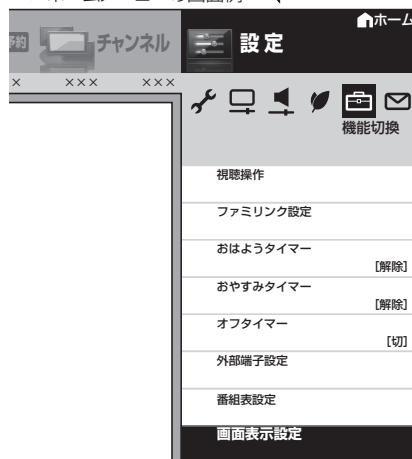 予約
チャンネル
設定
ホーム
× ××× ×××
機能切換
視聴操作
ファミリンク設定
おはようタイマー
[解除]
おやすみタイマー
[解除]
オフタイマー
[切]
外部端子設定
番組表設定
画面表示設定